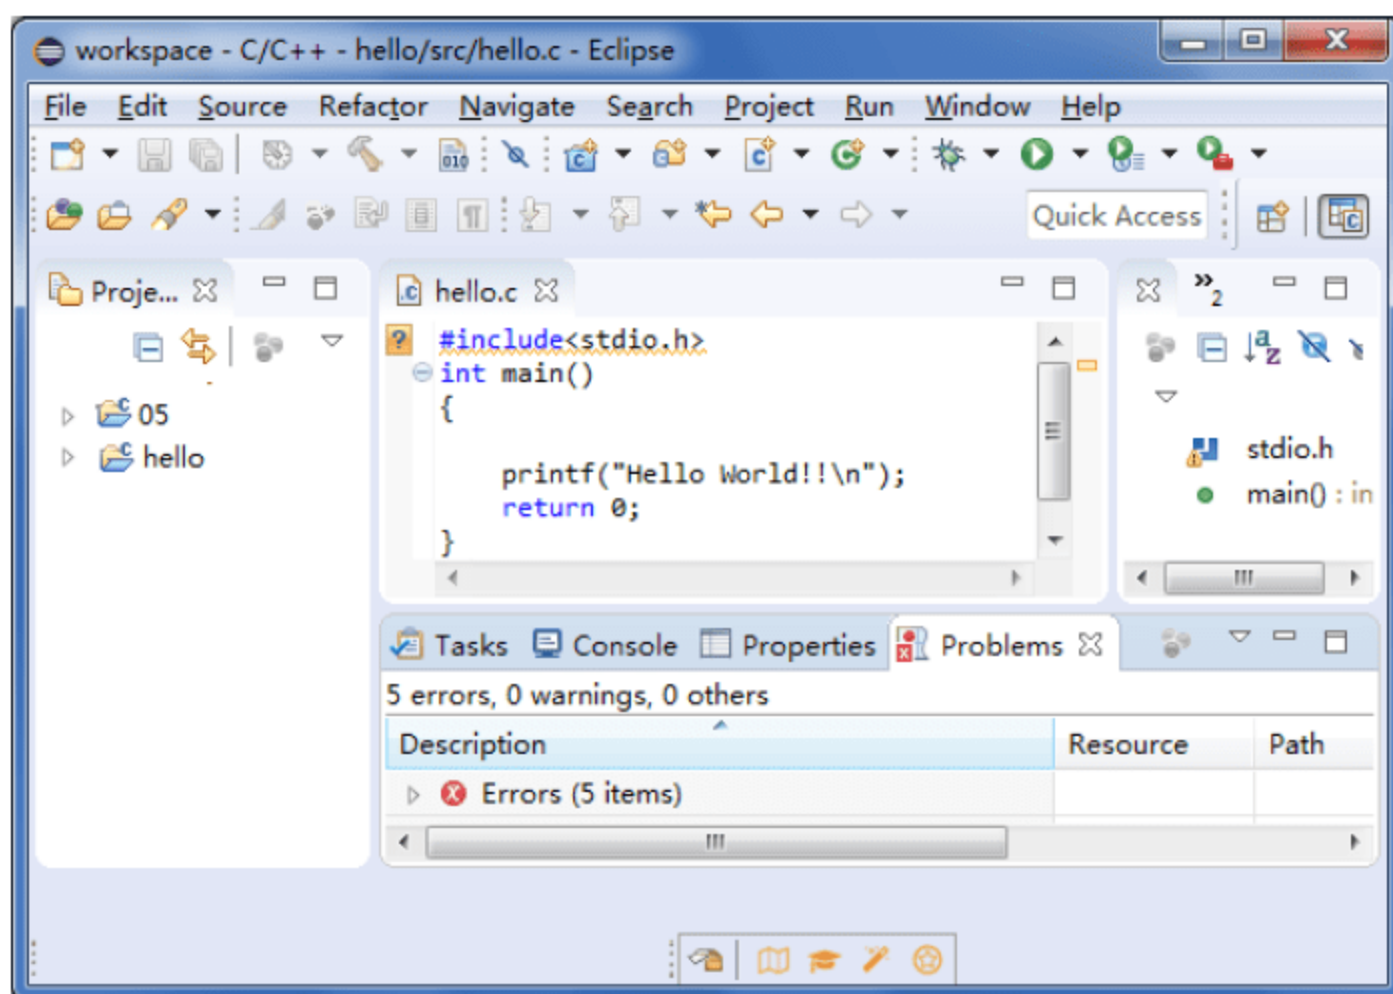 workspace - C/C++ - hello/src/hello.c - Eclipse
File Edit Source Refactor Navigate Search Project Run Window Help
010
Quick Access
Proje...
hello.c
»2
#include<stdio.h>
int main()
{
printf("Hello World!!\n");
return 0;
}
05
hello
stdio.h
main() : in
Tasks Console Properties Problems
5 errors, 0 warnings, 0 others
Description Resource Path
Errors (5 items)